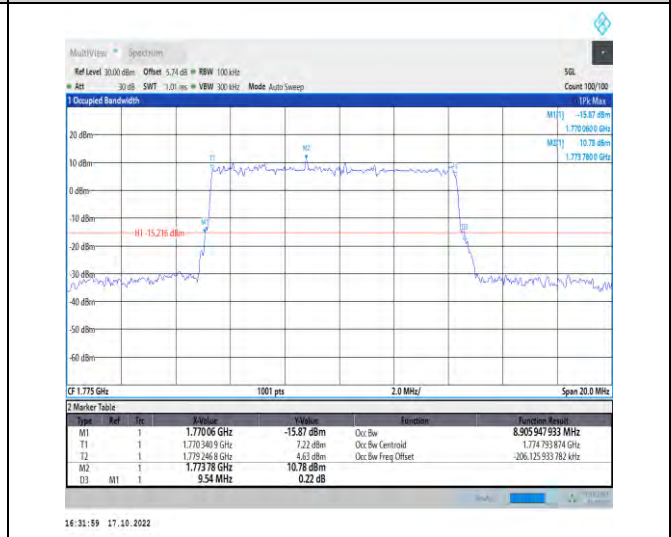 MultiView Spectrum
Ref Level 30.00 dBm Offset 5.74 dB RBW 100 kHz SGL
Att 30 dB SWT 1.01 ms VBW 300 kHz Mode Auto Sweep Count 100/100
1 Occupied Bandwidth 1Pk Max
M1[1] -15.87 dBm
1.770 060 0 GHz
M2[1] 10.78 dBm
1.773 780 0 GHz
20 dBm
M2
10 dBm
T1
0 dBm
-10 dBm
M1
D3
H1 -15.216 dBm
-20 dBm
-30 dBm
-40 dBm
-50 dBm
-60 dBm
CF 1.775 GHz 1001 pts 2.0 MHz/ Span 20.0 MHz
2 Marker Table
Type Ref Trc X-Value Y-Value Function Function Result
M1 1 1.77006 GHz -15.87 dBm Occ Bw 8.905 947 933 MHz
T1 1 1.770 340 9 GHz 7.22 dBm Occ Bw Centroid 1.774 793 874 GHz
T2 1 1.779 246 8 GHz 4.63 dBm Occ Bw Freq Offset -206.125 933 782 kHz
M2 1 1.77378 GHz 10.78 dBm
D3 M1 1 9.54 MHz 0.22 dB
16:31:59 17.10.2022